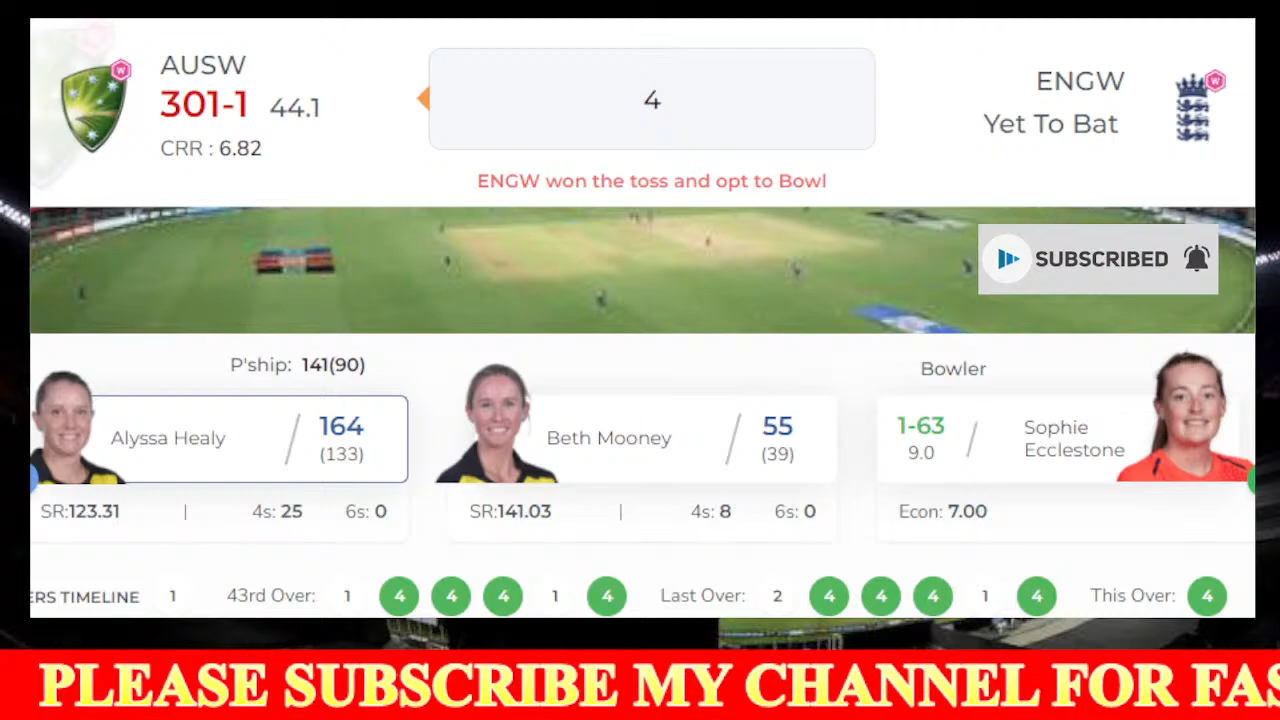 AUSW
301-1 44.1
CRR : 6.82
4
ENGW
Yet To Bat
ENGW won the toss and opt to Bowl
SUBSCRIBED
P'ship: 141(90)
Bowler
Alyssa Healy 164 (133)
SR:123.31 | 4s: 25 6s: 0
Beth Mooney 55 (39)
SR:141.03 | 4s: 8 6s: 0
1-63 9.0 Sophie Ecclestone
Econ: 7.00
ERS TIMELINE 1 43rd Over: 1 4 4 4 1 4 Last Over: 2 4 4 4 1 4 This Over: 4
PLEASE SUBSCRIBE MY CHANNEL FOR FAS